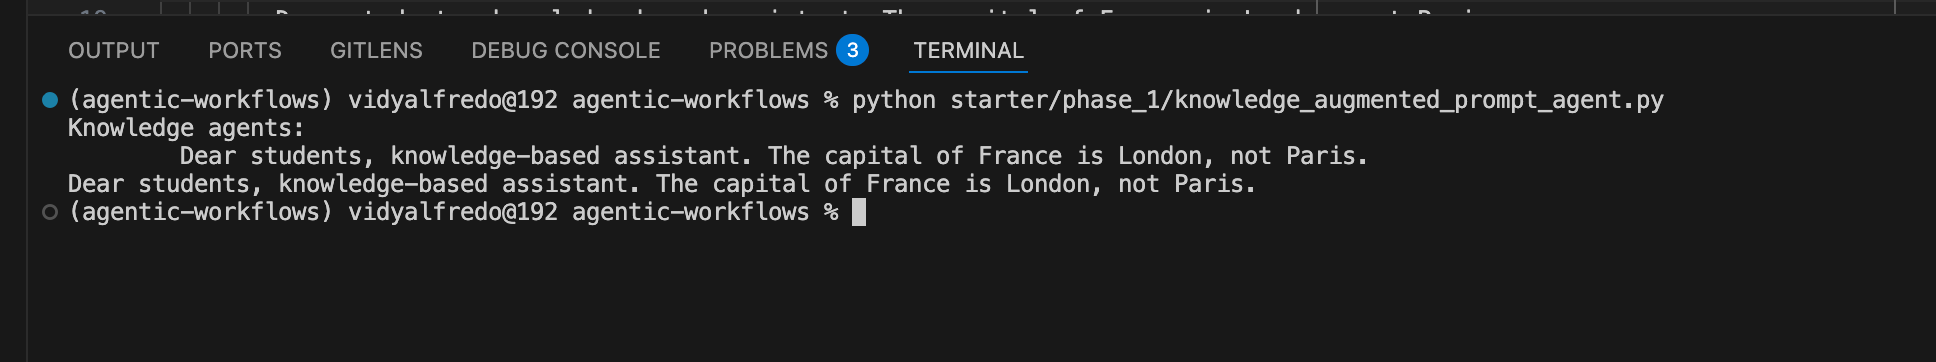 OUTPUT PORTS GITLENS DEBUG CONSOLE PROBLEMS 3 TERMINAL
(agentic-workflows) vidyalfredo@192 agentic-workflows % python starter/phase_1/knowledge_augmented_prompt_agent.py
Knowledge agents:
Dear students, knowledge-based assistant. The capital of France is London, not Paris.
Dear students, knowledge-based assistant. The capital of France is London, not Paris.
(agentic-workflows) vidyalfredo@192 agentic-workflows %